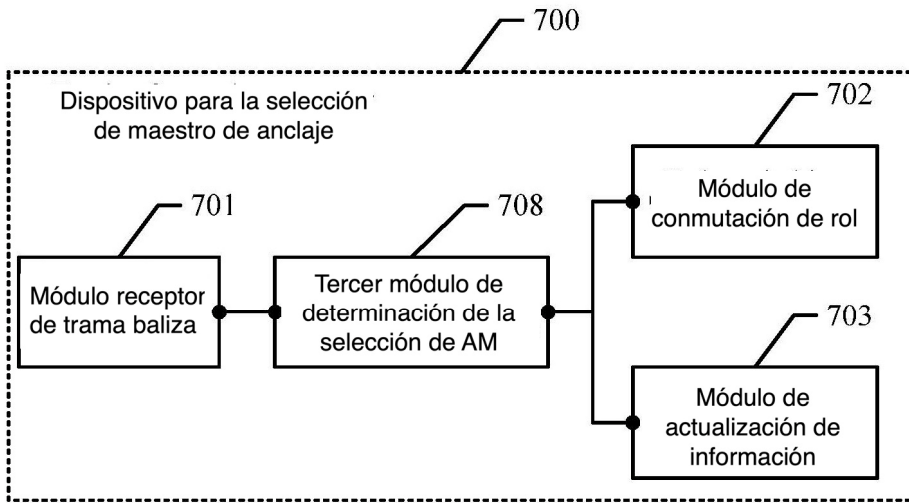 700
Dispositivo para la selección
de maestro de anclaje
702
Módulo de
conmutación de rol
701
708
Módulo receptor
de trama baliza
Tercer módulo de
determinación de la
selección de AM
703
Módulo de
actualización de
información